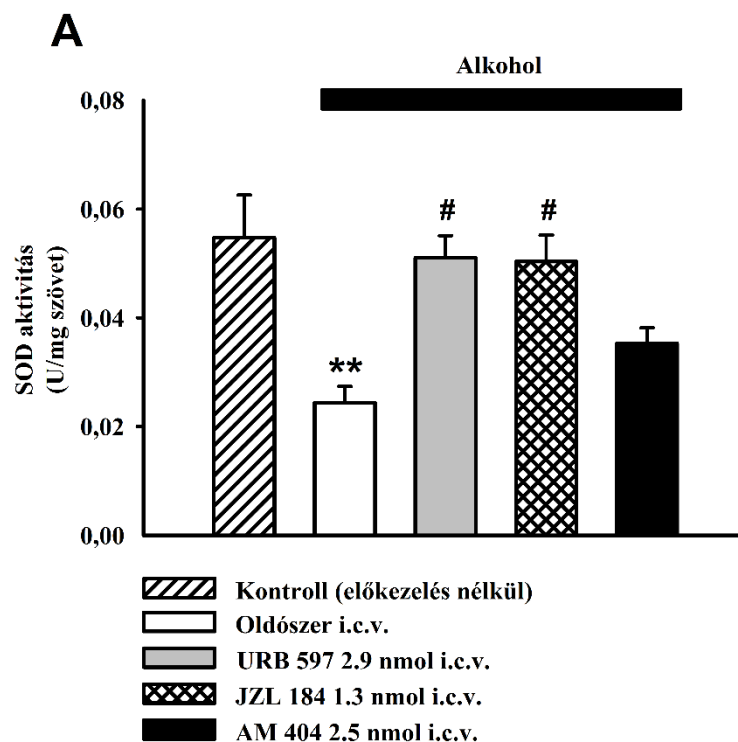 A
Alkohol
0,08
0,06
0,04
0,02
0,00
SOD aktivitás
(U/mg szövet)
**
#
#
Kontroll (előkezelés nélkül)
Oldószer i.c.v.
URB 597 2.9 nmol i.c.v.
JZL 184 1.3 nmol i.c.v.
AM 404 2.5 nmol i.c.v.